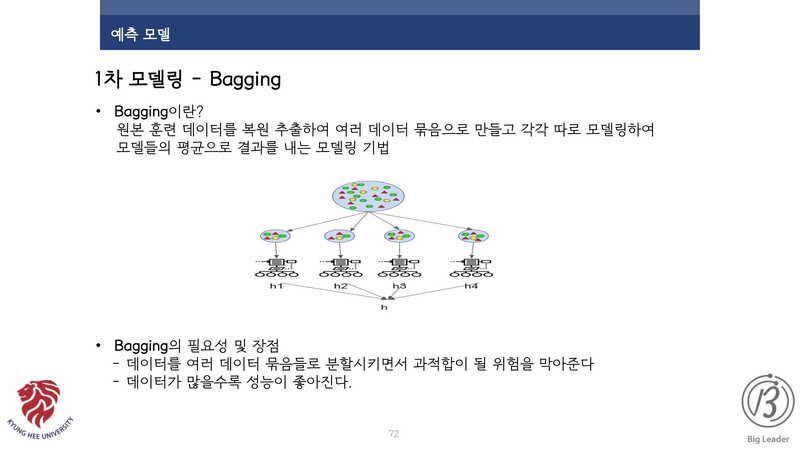 예측 모델
1차 모델링 - Bagging
• Bagging이란?
원본 훈련 데이터를 복원 추출하여 여러 데이터 묶음으로 만들고 각각 따로 모델링하여
모델들의 평균으로 결과를 내는 모델링 기법
h1 h2 h3 h4
h
• Bagging의 필요성 및 장점
- 데이터를 여러 데이터 묶음들로 분할시키면서 과적합이 될 위험을 막아준다
- 데이터가 많을수록 성능이 좋아진다.
KYUNG HEE UNIVERSITY
72
B
Big Leader